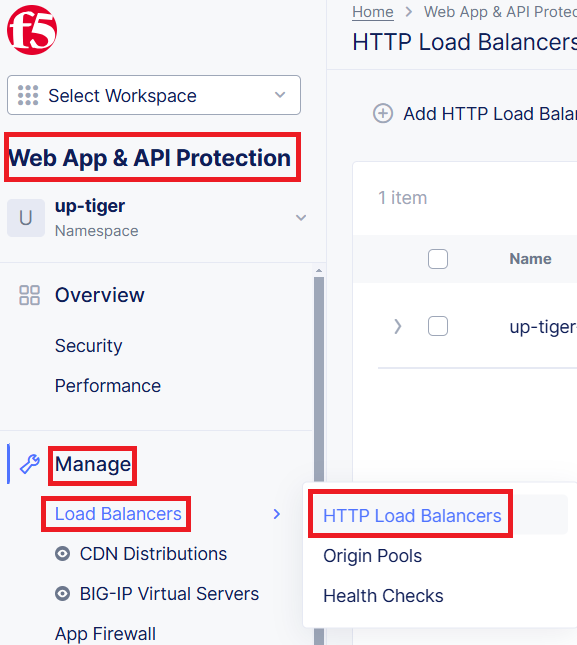 f5
Home > Web App & API
HTTP Load Balancers
Select Workspace
Add HTTP Load
Web App & API Protection
U
up-tiger
Namespace
1 item
Name
Overview
up-tiger-
Security
Performance
Manage
Load Balancers
HTTP Load Balancers
CDN Distributions
Origin Pools
BIG-IP Virtual Servers
Health Checks
App Firewall